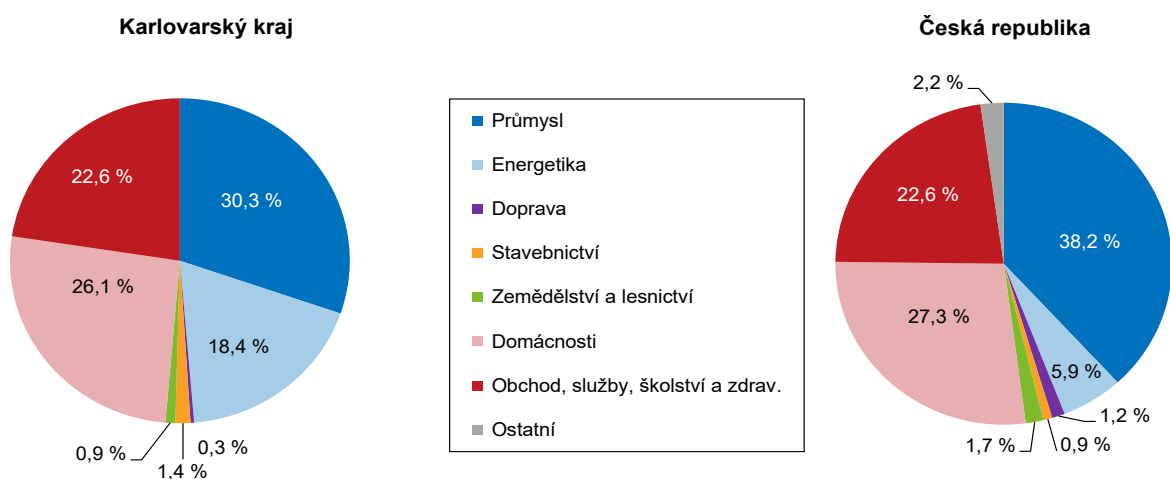 Karlovarský kraj
22,6 %
30,3 %
26,1 %
18,4 %
0,9 %
1,4 %
0,3 %
Průmysl
Energetika
Doprava
Stavebnictví
Zemědělství a lesnictví
Domácnosti
Obchod, služby, školství a zdrav.
Ostatní
Česká republika
2,2 %
22,6 %
38,2 %
27,3 %
5,9 %
1,7 %
0,9 %
1,2 %